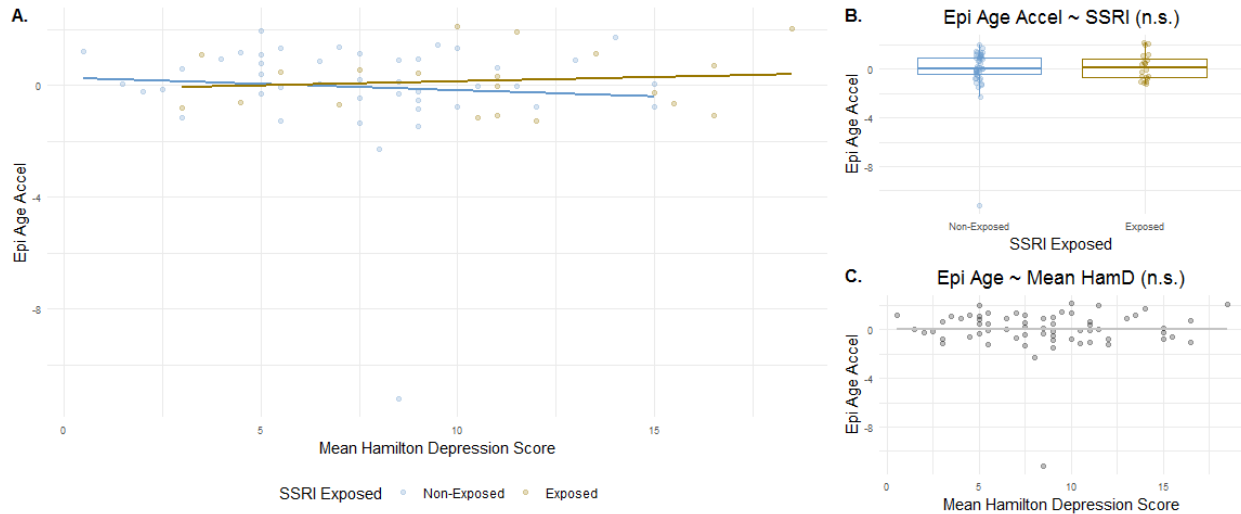 A.
0
-4
-8
Epi Age Accel
0
5
10
15
Mean Hamilton Depression Score
SSRI Exposed
Non-Exposed
Exposed
B.
Epi Age Accel ~ SSRI (n.s.)
0
-4
-8
Epi Age Accel
Non-Exposed
Exposed
SSRI Exposed
C.
Epi Age ~ Mean HamD (n.s.)
0
-4
-8
Epi Age Accel
0
5
10
15
Mean Hamilton Depression Score